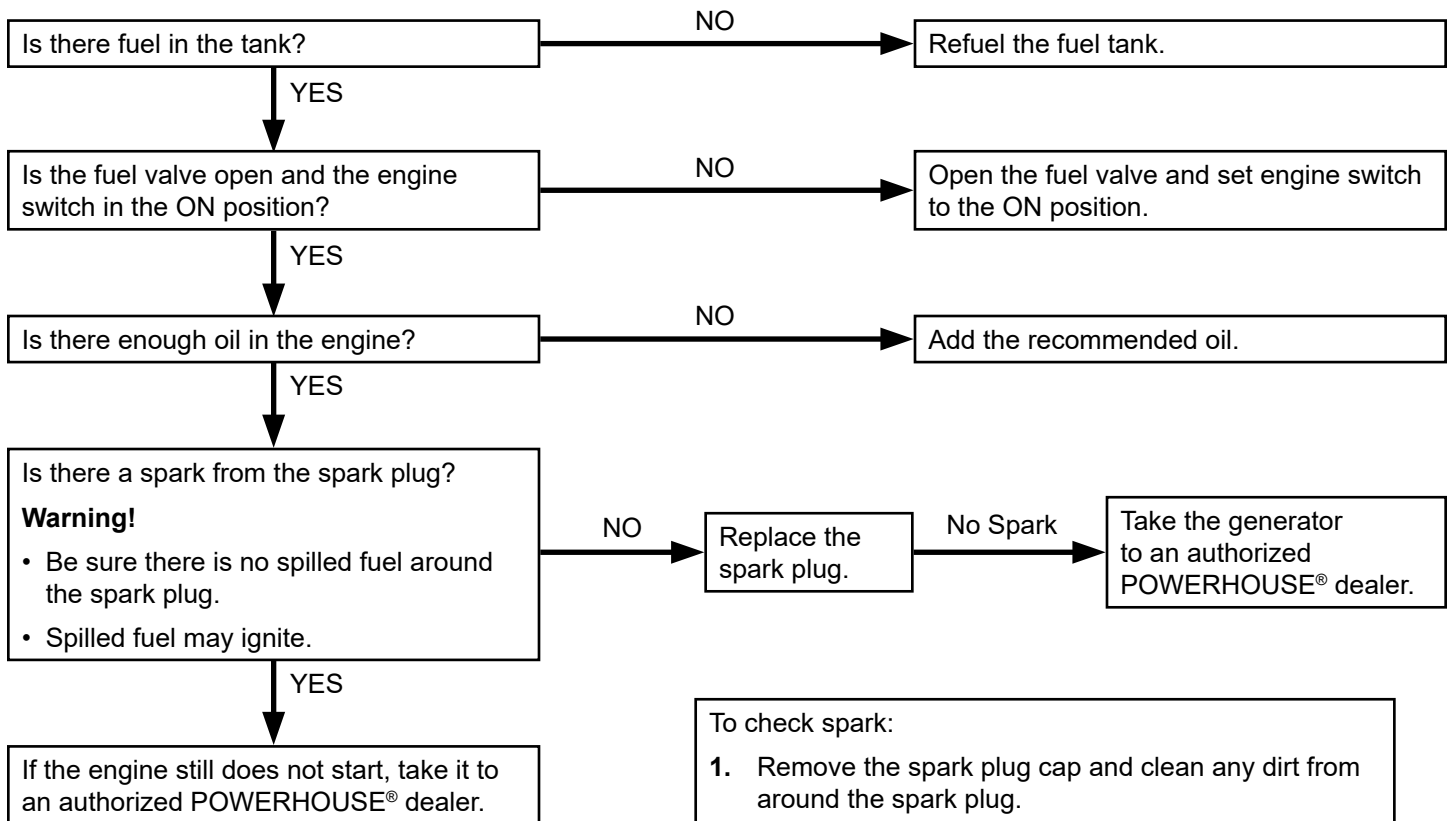 Is there fuel in the tank?
NO
Refuel the fuel tank.
YES
Is the fuel valve open and the engine
switch in the ON position?
NO
Open the fuel valve and set engine switch
to the ON position.
YES
Is there enough oil in the engine?
NO
Add the recommended oil.
YES
Is there a spark from the spark plug?
Warning!
• Be sure there is no spilled fuel around
the spark plug.
• Spilled fuel may ignite.
NO
Replace the
spark plug.
No Spark
Take the generator
to an authorized
POWERHOUSE® dealer.
YES
If the engine still does not start, take it to
an authorized POWERHOUSE® dealer.
To check spark:
1. Remove the spark plug cap and clean any dirt from
around the spark plug.